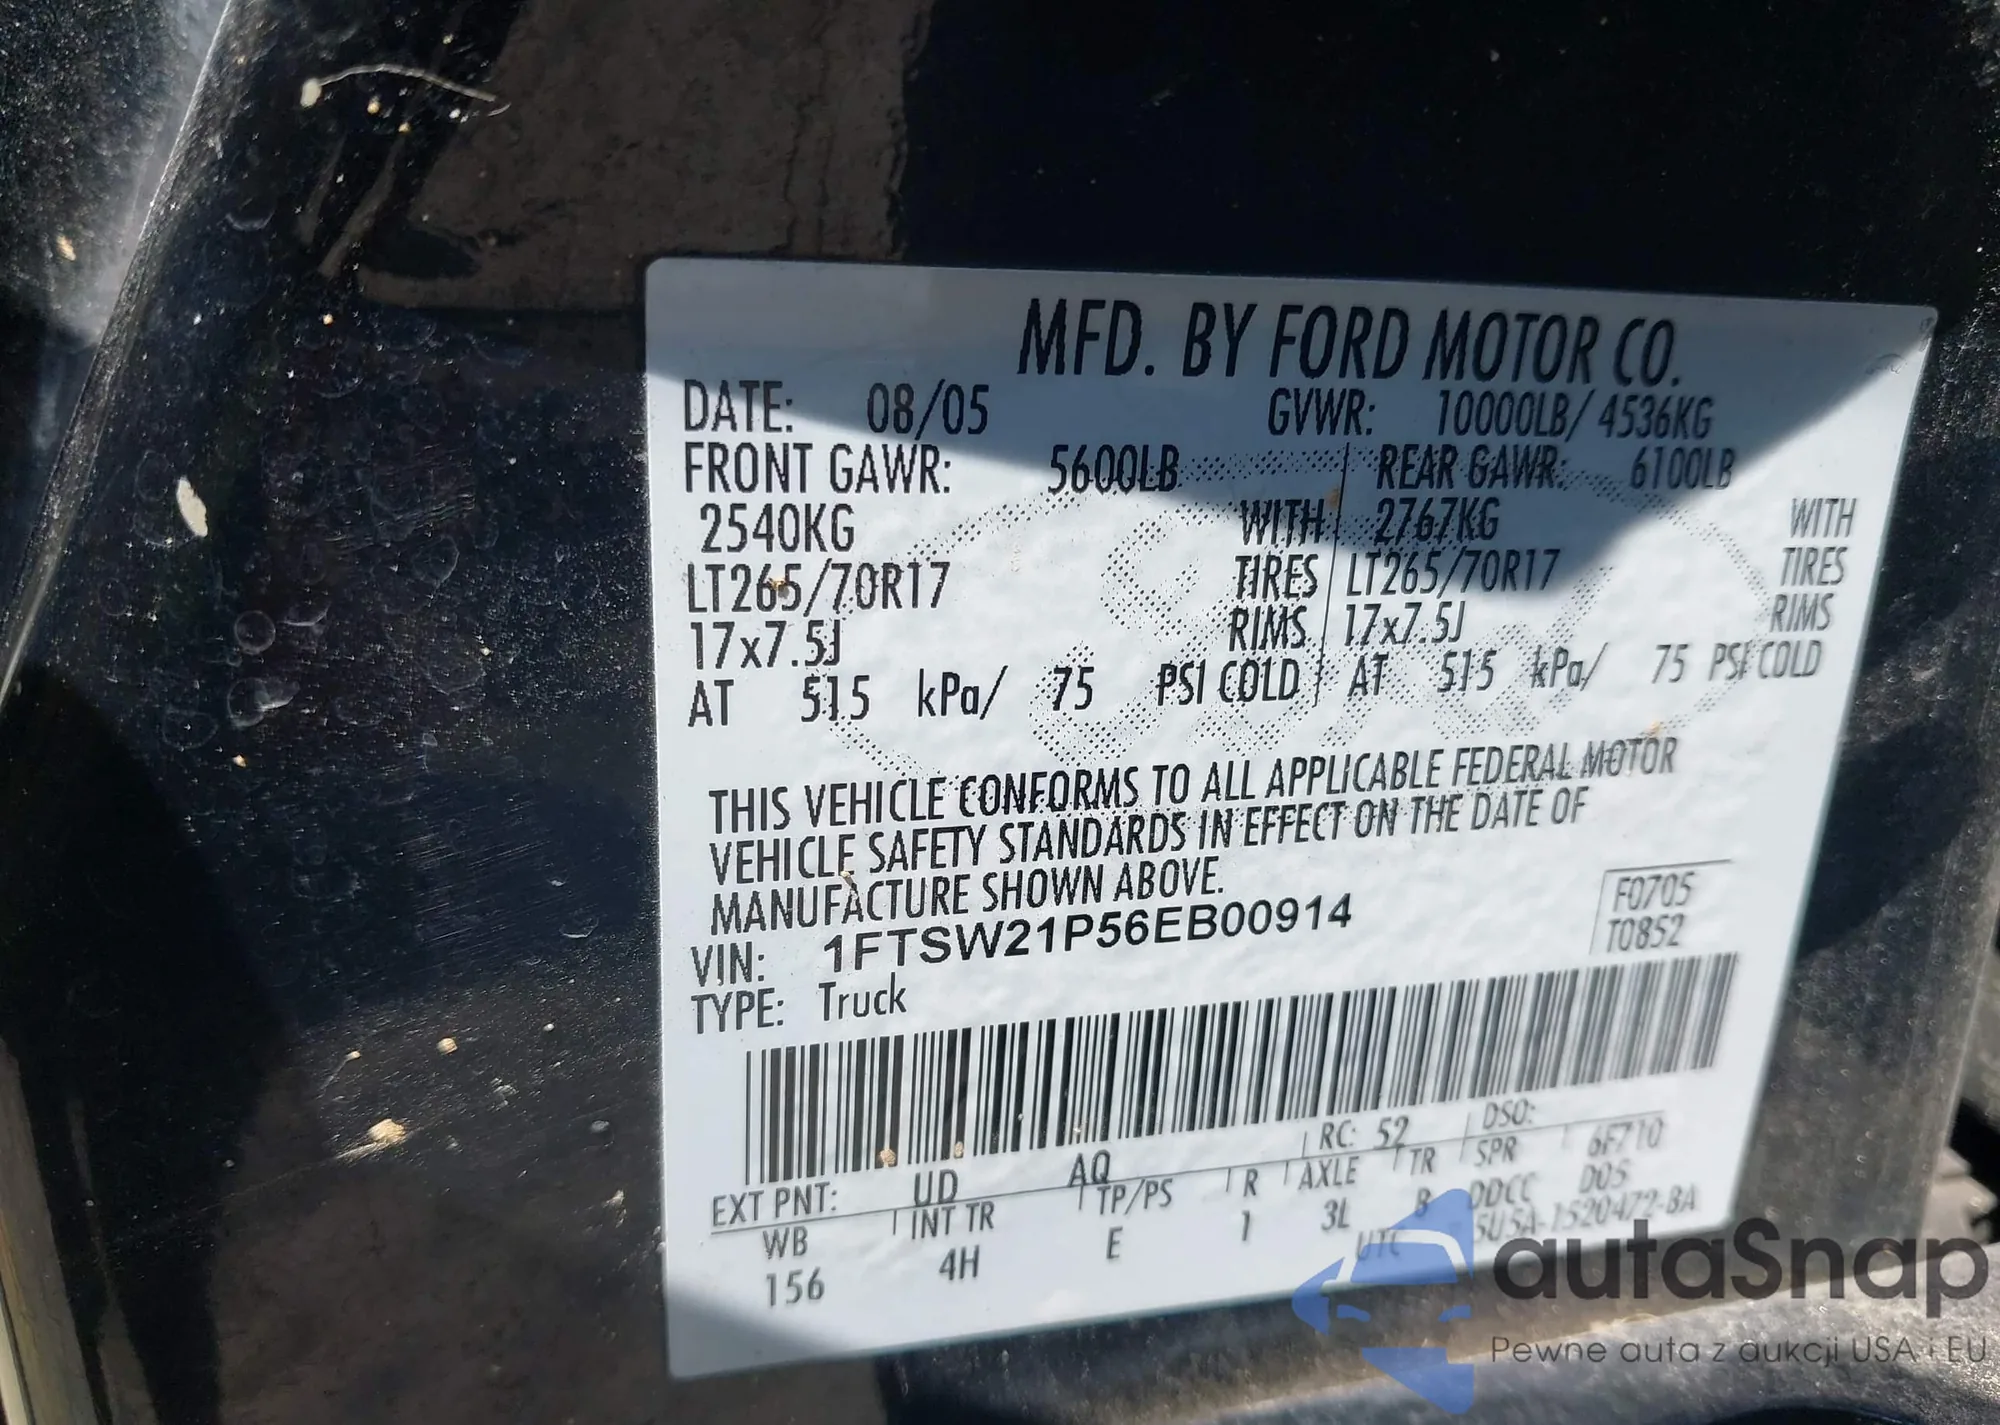 MFD. BY FORD MOTOR CO.
DATE: 08/05 GVWR: 10000LB/ 4536KG
FRONT GAWR: 5600LB REAR GAWR: 6100LB
2540KG WITH 2767KG WITH
LT265/70R17 TIRES LT265/70R17 TIRES
17x7.5J RIMS 17x7.5J RIMS
AT 515 kPa/ 75 PSI COLD AT 515 kPa/ 75 PSI COLD
THIS VEHICLE CONFORMS TO ALL APPLICABLE FEDERAL MOTOR
VEHICLE SAFETY STANDARDS IN EFFECT ON THE DATE OF
MANUFACTURE SHOWN ABOVE.
VIN: 1FTSW21P56EB00914
F0705
T0852
TYPE: Truck
EXT PNT: UD AQ RC: 52 DSO:
WB INT TR TP/PS R AXLE TR SPR 6F710
156 4H E 1 3L B DDCC D05
UTC 5U5A-1520472-BA
autaSnap
Pewne auta z aukcji USA i EU